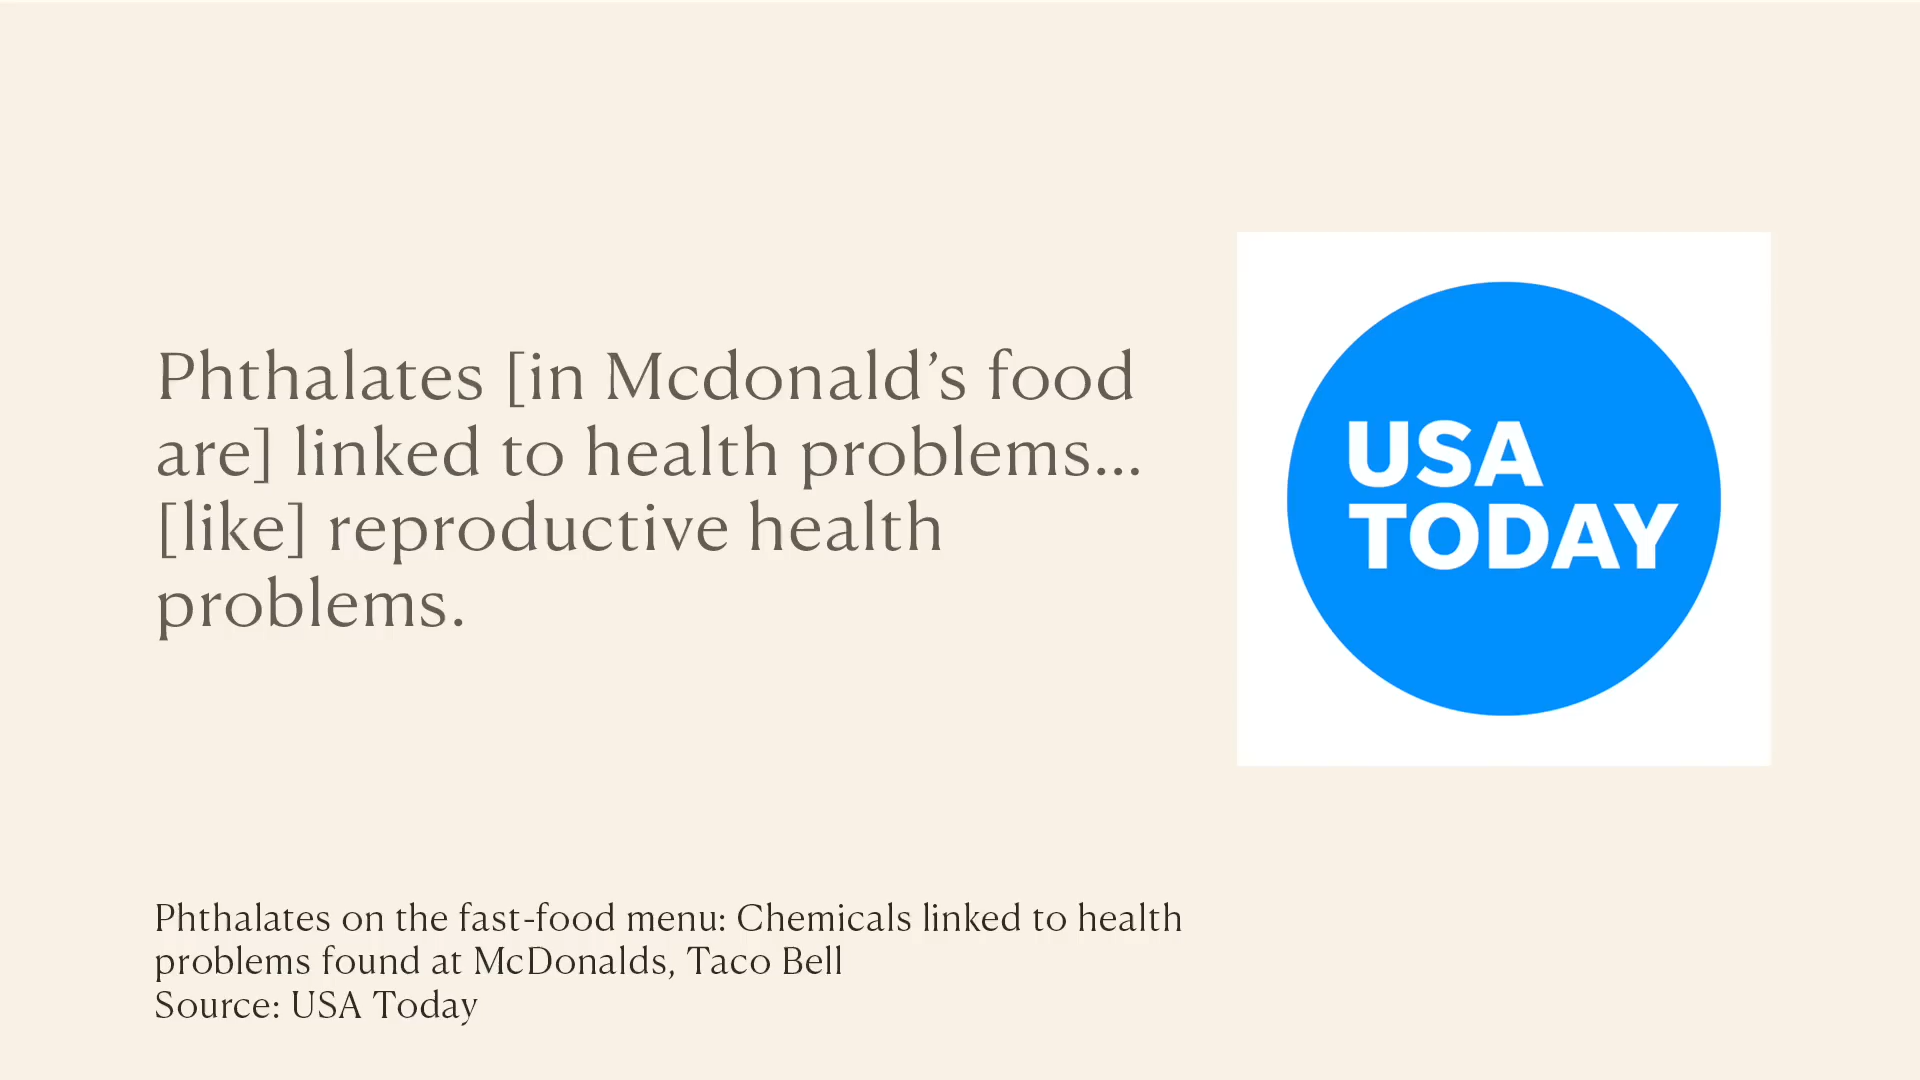 Phthalates [in Mcdonald’s food
are] linked to health problems...
[like] reproductive health
problems.
USA
TODAY
Phthalates on the fast-food menu: Chemicals linked to health
problems found at McDonalds, Taco Bell
Source: USA Today